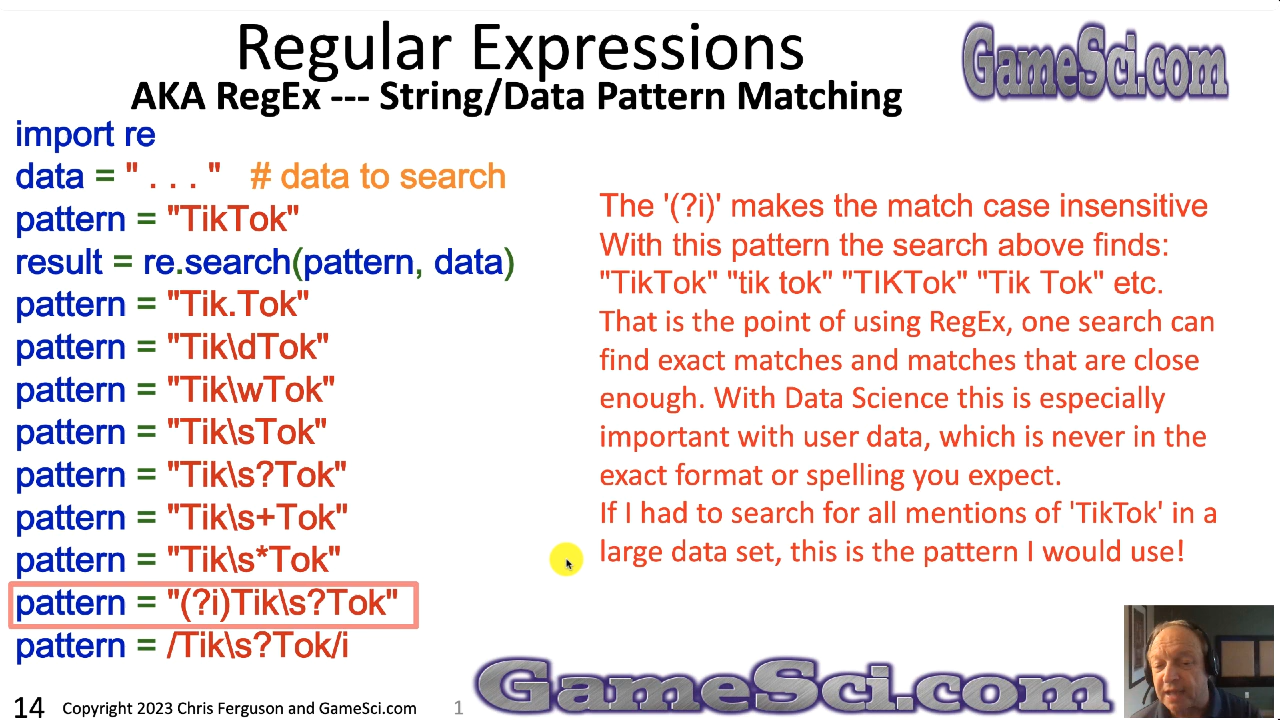 Regular Expressions
AKA RegEx --- String/Data Pattern Matching
GameSci.com
import re
data = " . . . " # data to search
pattern = "TikTok"
result = re.search(pattern, data)
pattern = "Tik.Tok"
pattern = "Tik\dTok"
pattern = "Tik\wTok"
pattern = "Tik\sTok"
pattern = "Tik\s?Tok"
pattern = "Tik\s+Tok"
pattern = "Tik\s*Tok"
pattern = "(?i)Tik\s?Tok"
pattern = /Tik\s?Tok/i
The '(?i)' makes the match case insensitive
With this pattern the search above finds:
"TikTok" "tik tok" "TIKTok" "Tik Tok" etc.
That is the point of using RegEx, one search can
find exact matches and matches that are close
enough. With Data Science this is especially
important with user data, which is never in the
exact format or spelling you expect.
If I had to search for all mentions of 'TikTok' in a
large data set, this is the pattern I would use!
14 Copyright 2023 Chris Ferguson and GameSci.com 1
GameSci.com